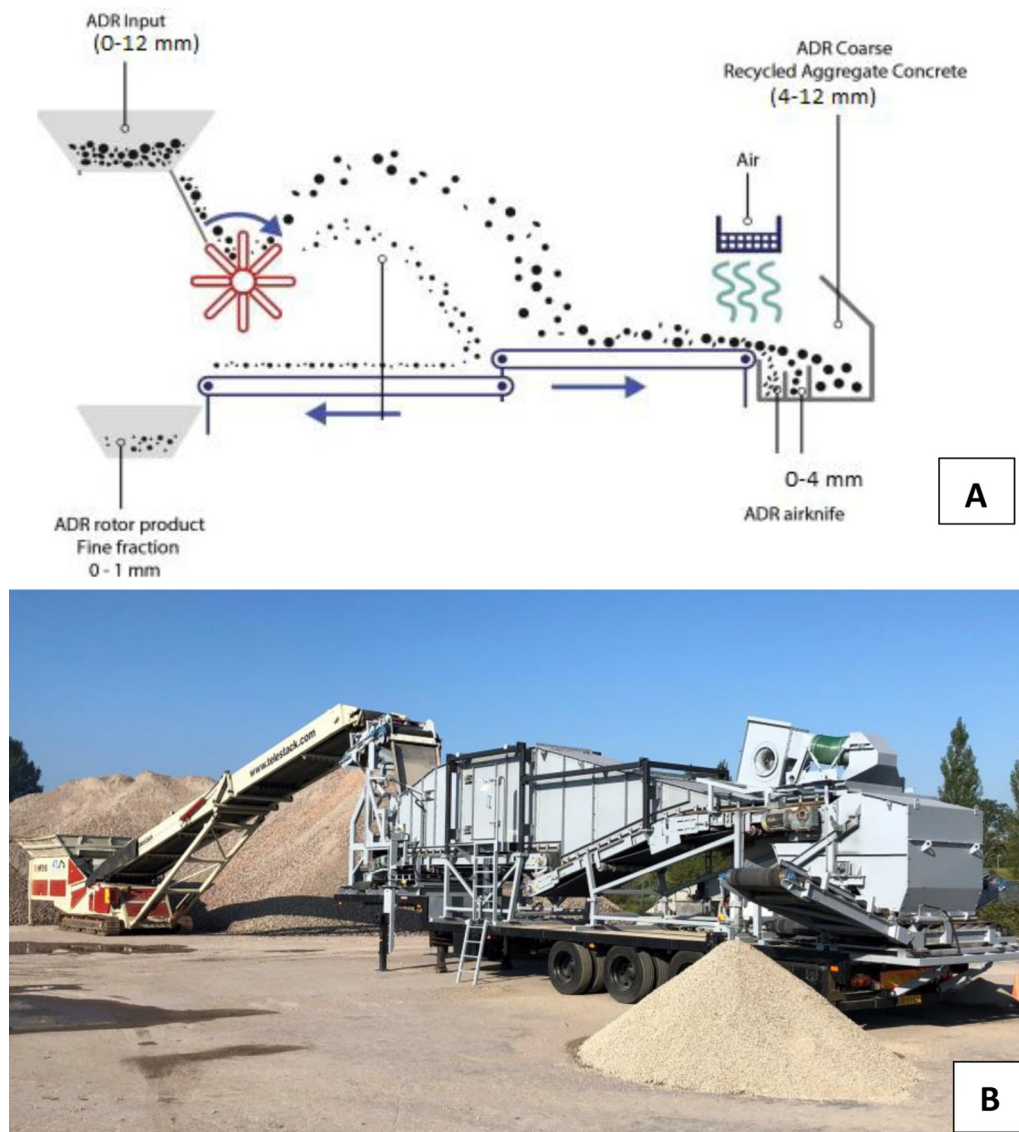 ADR Input
(0-12 mm)
ADR Coarse
Recycled Aggregate Concrete
(4-12 mm)
Air
0-4 mm
ADR airknife
A
ADR rotor product
Fine fraction
0 - 1 mm
www.telestack.com
B